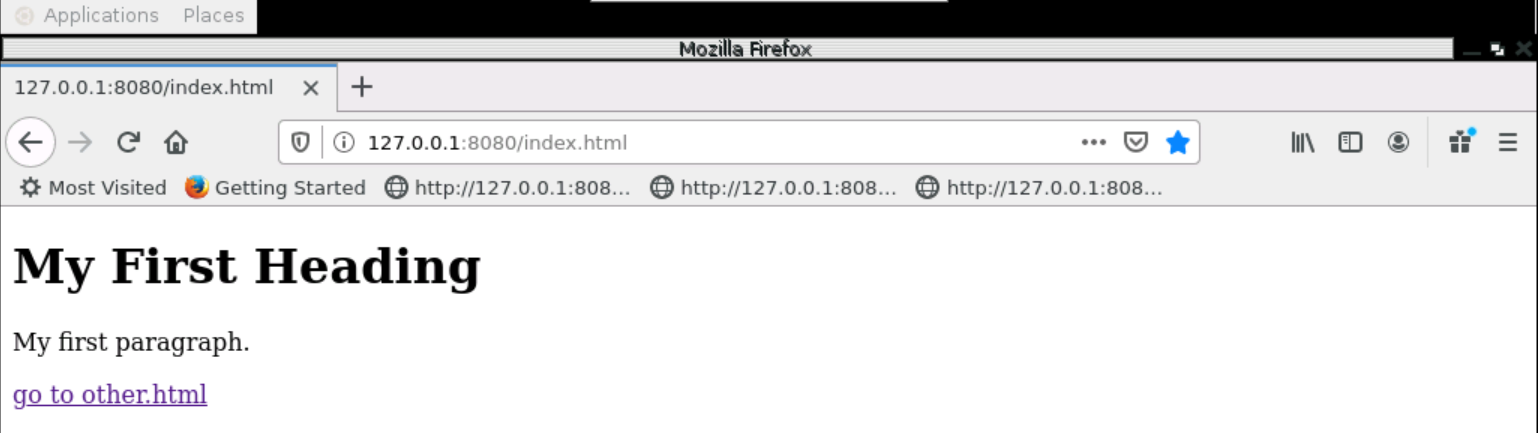 Applications Places
Mozilla Firefox
127.0.0.1:8080/index.html
127.0.0.1:8080/index.html
Most Visited Getting Started http://127.0.0.1:808... http://127.0.0.1:808... http://127.0.0.1:808...
My First Heading
My first paragraph.
go to other.html